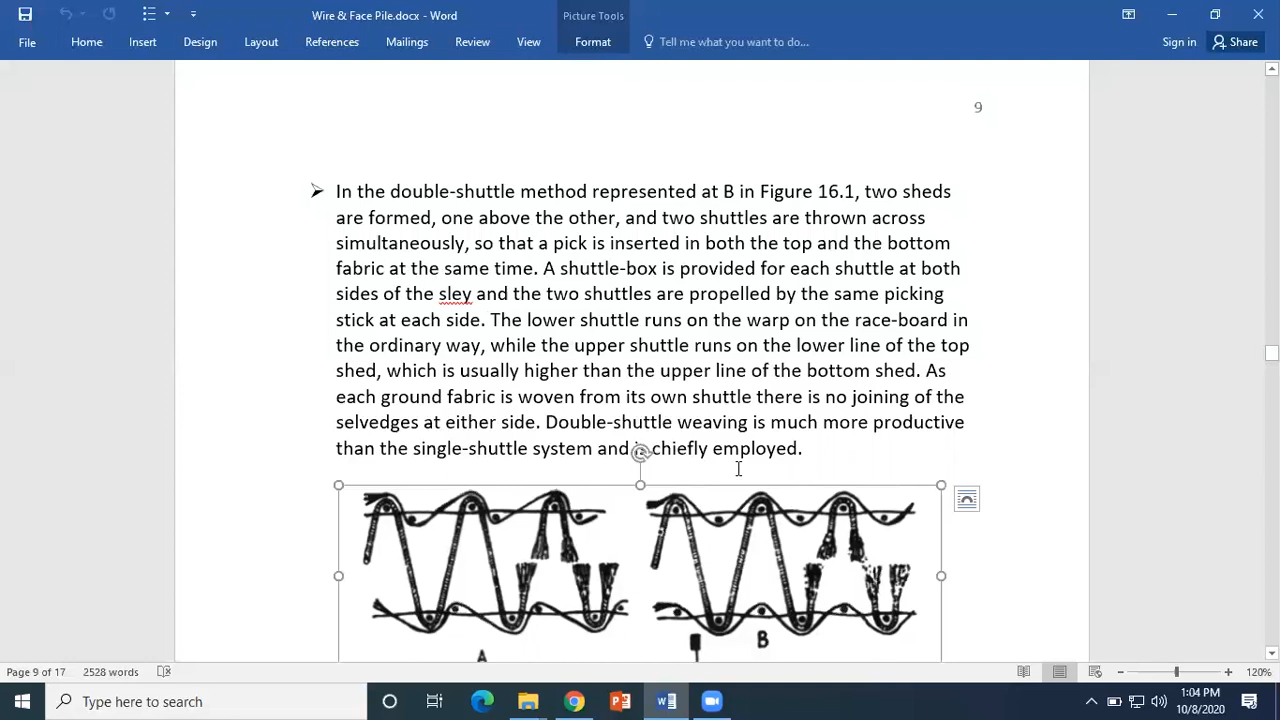 Wire & Face Pile.docx - Word
Picture Tools
File
Home
Insert
Design
Layout
References
Mailings
Review
View
Format
Tell me what you want to do...
Sign in
Share
9
In the double-shuttle method represented at B in Figure 16.1, two sheds
are formed, one above the other, and two shuttles are thrown across
simultaneously, so that a pick is inserted in both the top and the bottom
fabric at the same time. A shuttle-box is provided for each shuttle at both
sides of the sley and the two shuttles are propelled by the same picking
stick at each side. The lower shuttle runs on the warp on the race-board in
the ordinary way, while the upper shuttle runs on the lower line of the top
shed, which is usually higher than the upper line of the bottom shed. As
each ground fabric is woven from its own shuttle there is no joining of the
selvedges at either side. Double-shuttle weaving is much more productive
than the single-shuttle system and is chiefly employed.
A
B
Page 9 of 17
2528 words
120%
Type here to search
1:04 PM
10/8/2020